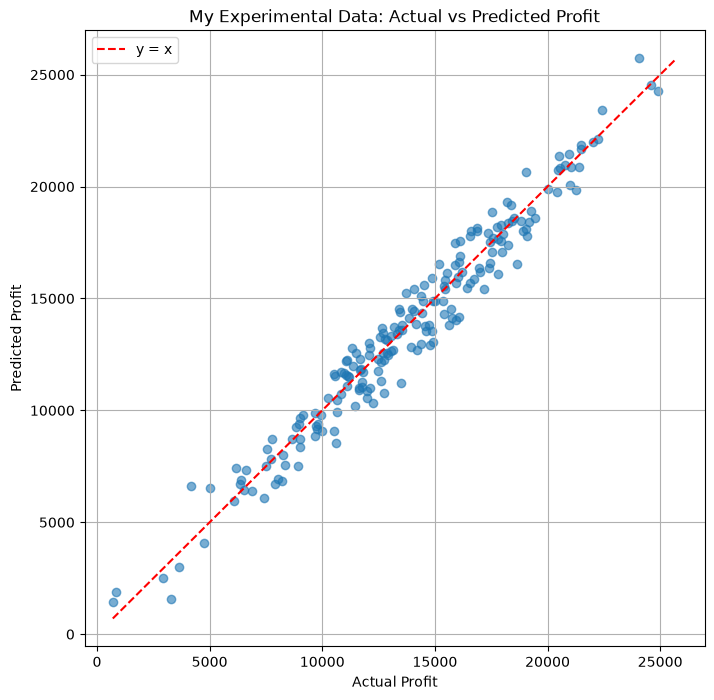 My Experimental Data: Actual vs Predicted Profit
y = x
25000
20000
15000
10000
5000
0
Predicted Profit
0 5000 10000 15000 20000 25000
Actual Profit